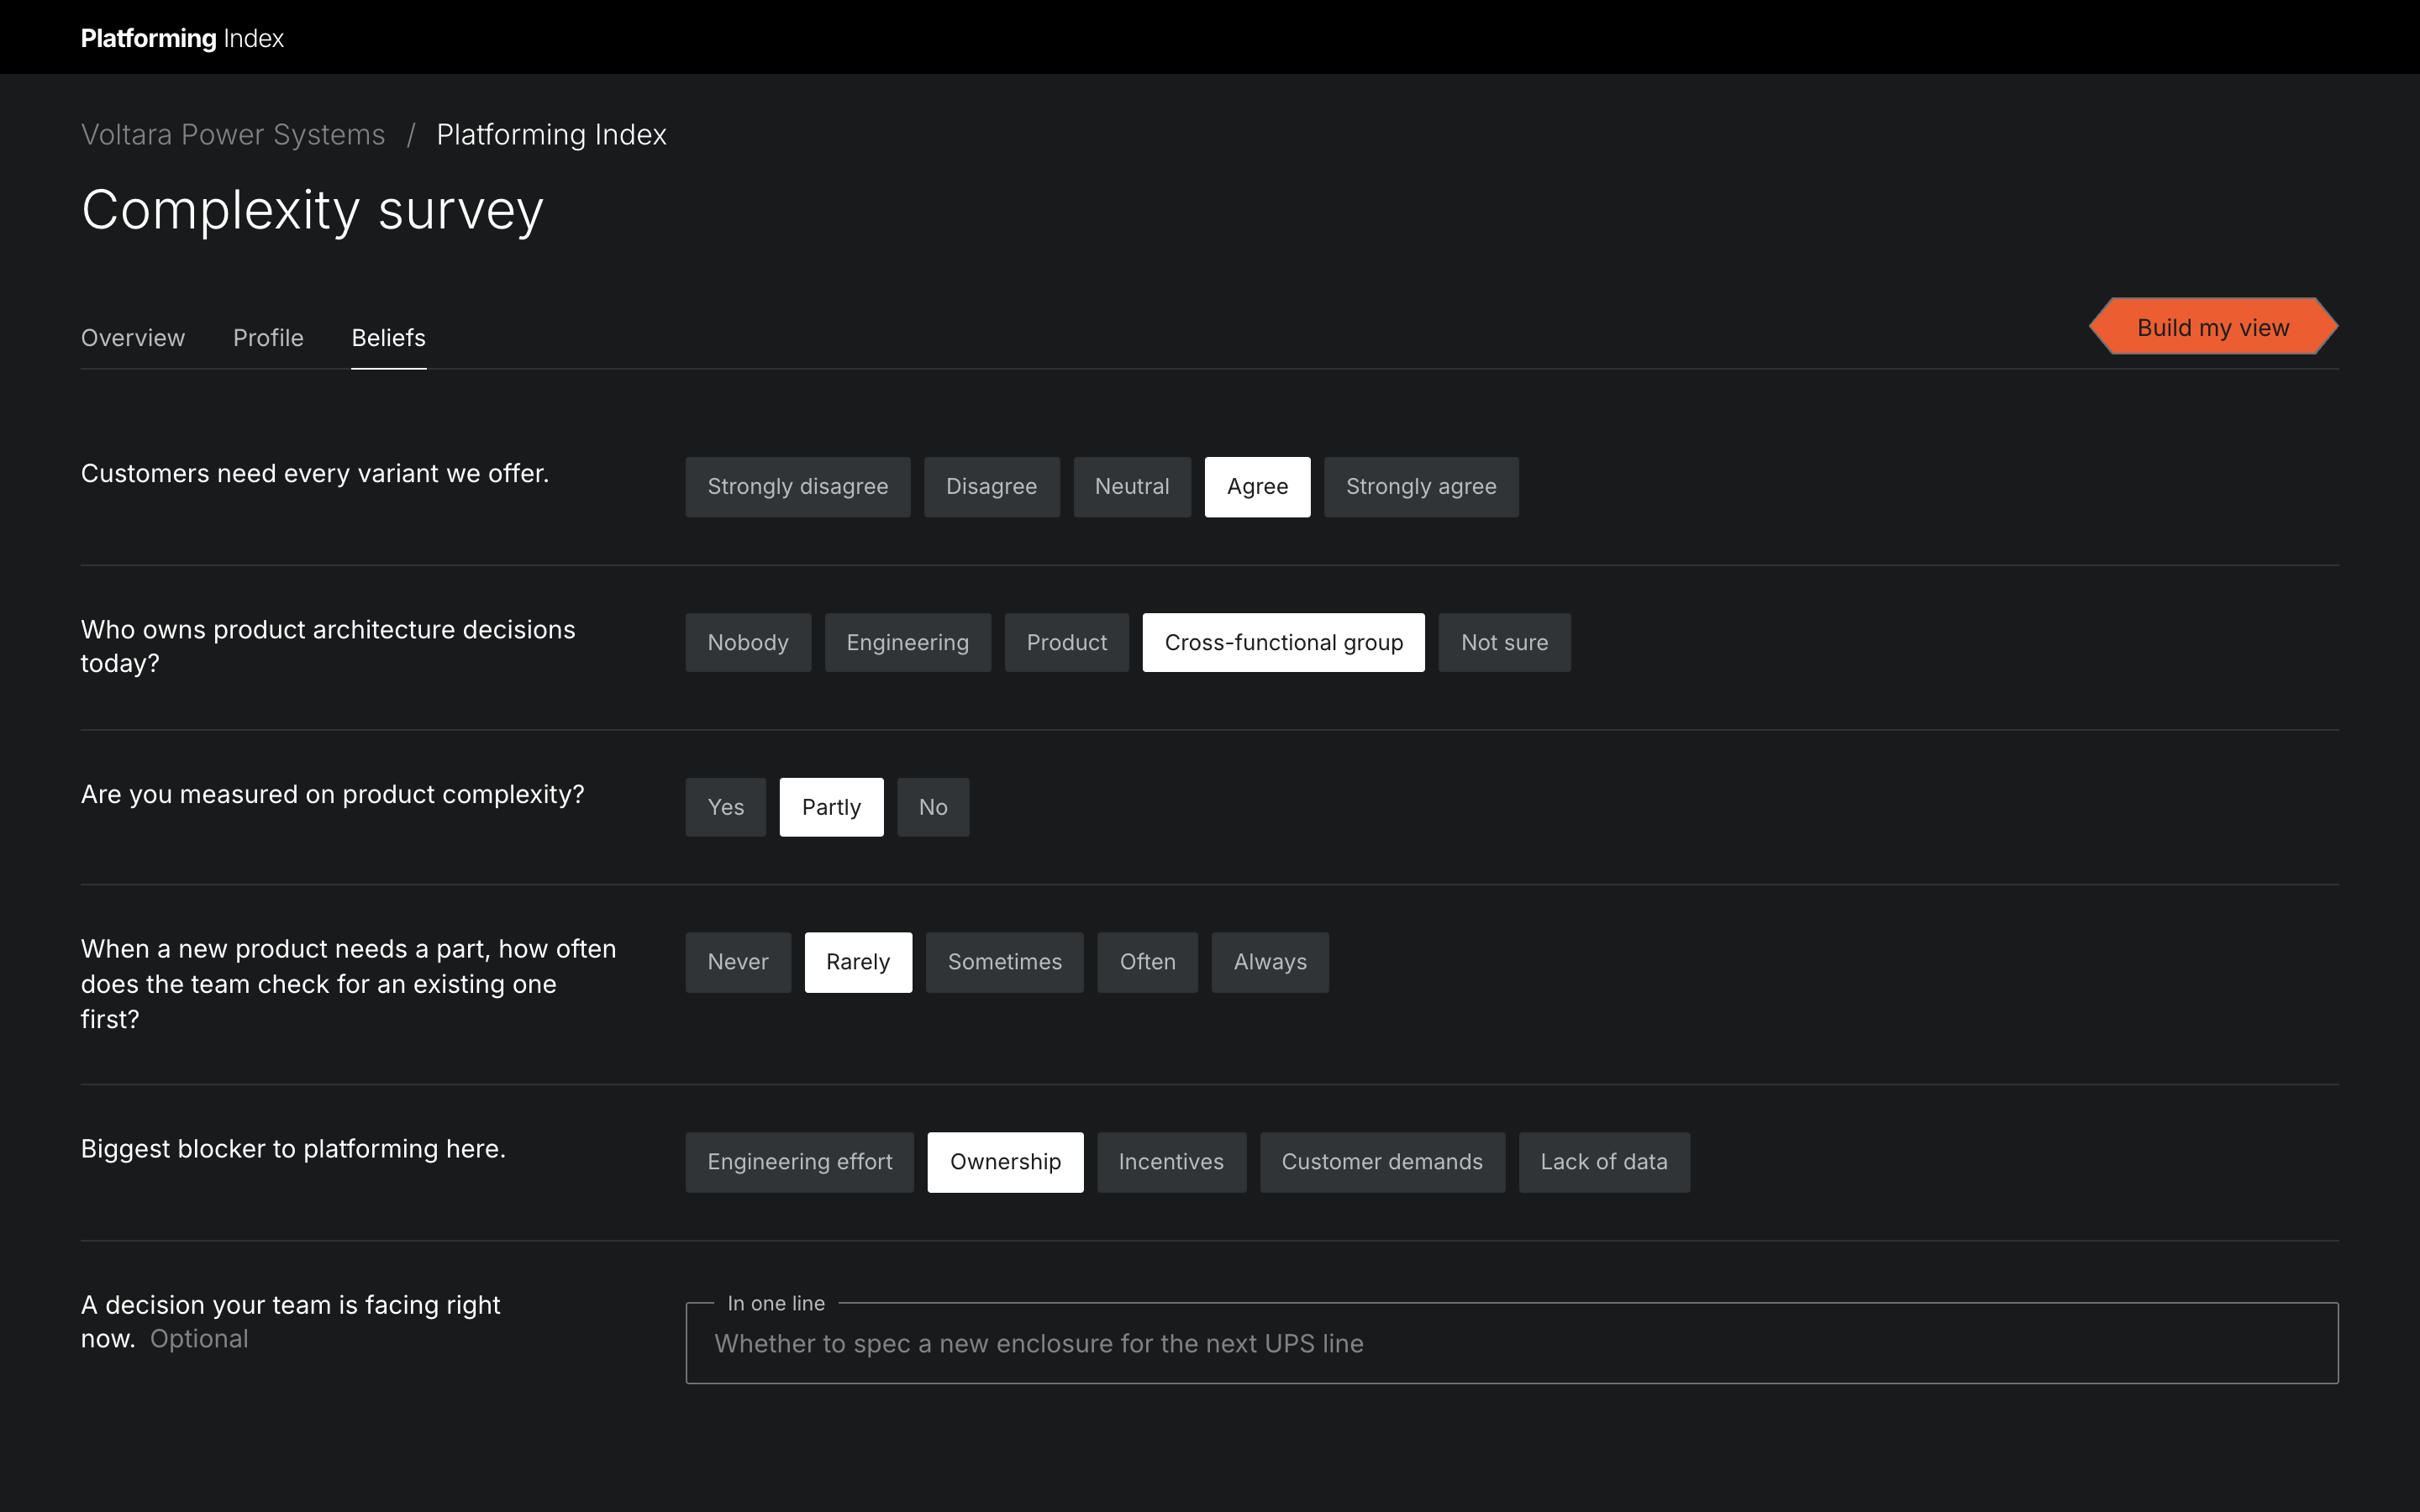 Platforming Index
Voltara Power Systems / Platforming Index
Complexity survey
Overview Profile Beliefs
Build my view
Customers need every variant we offer.
Strongly disagree Disagree Neutral Agree Strongly agree
Who owns product architecture decisions
today?
Nobody Engineering Product Cross-functional group Not sure
Are you measured on product complexity?
Yes Partly No
When a new product needs a part, how often
does the team check for an existing one
first?
Never Rarely Sometimes Often Always
Biggest blocker to platforming here.
Engineering effort Ownership Incentives Customer demands Lack of data
A decision your team is facing right
now. Optional
In one line
Whether to spec a new enclosure for the next UPS line